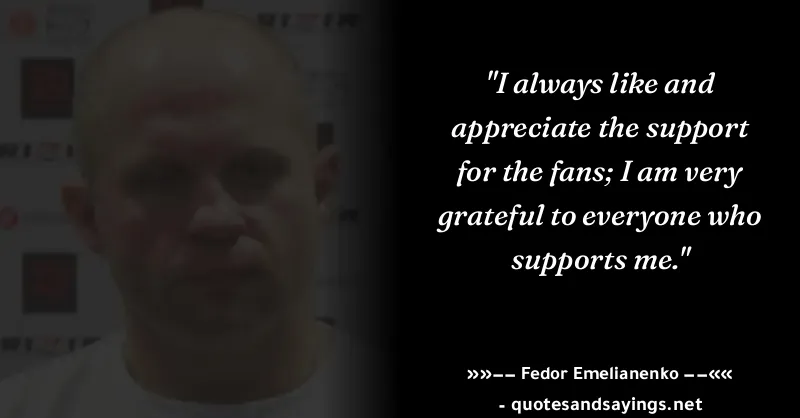 "I always like and
appreciate the support
for the fans; I am very
grateful to everyone who
supports me."
»»–– Fedor Emelianenko ––««
- quotesandsayings.net